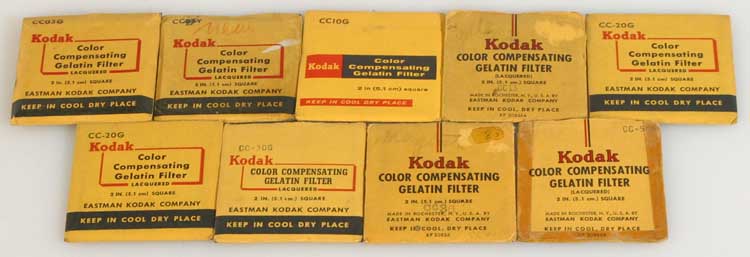 CC05G
Kodak
Color
Compensating
Gelatin Filter
LACQUERED
2 IN. (5.1 cm) SQUARE
EASTMAN KODAK COMPANY
KEEP IN COOL DRY PLACE
Kodak
Color
Compensating
Gelatin Filter
LACQUERED
2 IN. (5.1 cm) SQUARE
EASTMAN KODAK COMPANY
KEEP IN COOL DRY PLACE
CC10G
Kodak
Color
Compensating
Gelatin Filter
2 in (5.1 cm) square
KEEP IN COOL DRY PLACE
Kodak
COLOR COMPENSATING
GELATIN FILTER
(LACQUERED)
2 IN. (5.1 cm) SQUARE
MADE IN ROCHESTER, N. Y., U. S. A. BY
EASTMAN KODAK COMPANY
KEEP IN COOL, DRY PLACE
CC-20G
Kodak
Color
Compensating
Gelatin Filter
LACQUERED
2 IN. (5.1 cm) SQUARE
EASTMAN KODAK COMPANY
KEEP IN COOL DRY PLACE
CC-20G
Kodak
Color
Compensating
Gelatin Filter
LACQUERED
2 IN. (5.1 cm) SQUARE
EASTMAN KODAK COMPANY
KEEP IN COOL DRY PLACE
Kodak
COLOR COMPENSATING
GELATIN FILTER
LACQUERED
2 IN. (5.1 cm) SQUARE
EASTMAN KODAK COMPANY
KEEP IN COOL DRY PLACE
Kodak
COLOR COMPENSATING
GELATIN FILTER
(LACQUERED)
2 IN. (5.1 cm) SQUARE
MADE IN ROCHESTER, N. Y., U. S. A. BY
EASTMAN KODAK COMPANY
KEEP IN COOL, DRY PLACE
Kodak
COLOR COMPENSATING
GELATIN FILTER
(LACQUERED)
2 IN. (5.1 cm) SQUARE
MADE IN ROCHESTER, N. Y., U. S. A. BY
EASTMAN KODAK COMPANY
KEEP IN COOL, DRY PLACE